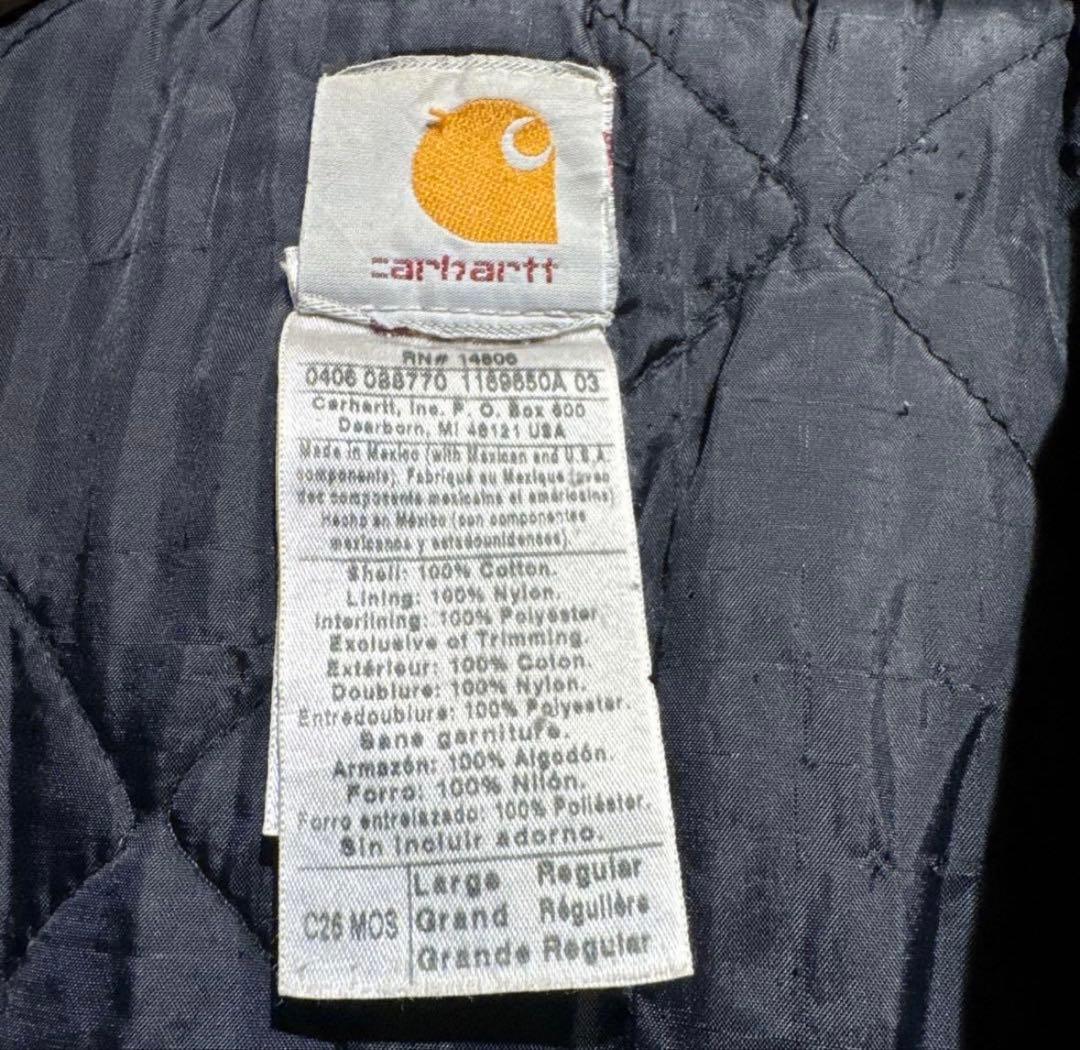 carhartt
RN# 14806
0406 088770 1189650A 03
Carhartt, Inc. P. O. Box 600
Dearborn, MI 48121 USA
Made in Mexico (with Mexican and U.S.A.
components). Fabriqué au Mexique (avec
des composants mexicains et américains)
Hecho en México (con componentes
mexicanos y estadounidenses).
Shell: 100% Cotton.
Lining: 100% Nylon.
Interlining: 100% Polyester
Exclusive of Trimming.
Extérieur: 100% Coton.
Doublure: 100% Nylon.
Entredoublure: 100% Polyester.
Sans garniture.
Armazón: 100% Algodón.
Forro: 100% Nilón.
Forro entrelazado: 100% Poliéster.
Sin incluir adorno.
Large Regular
C26 MOS Grand Régulière
Grande Regular